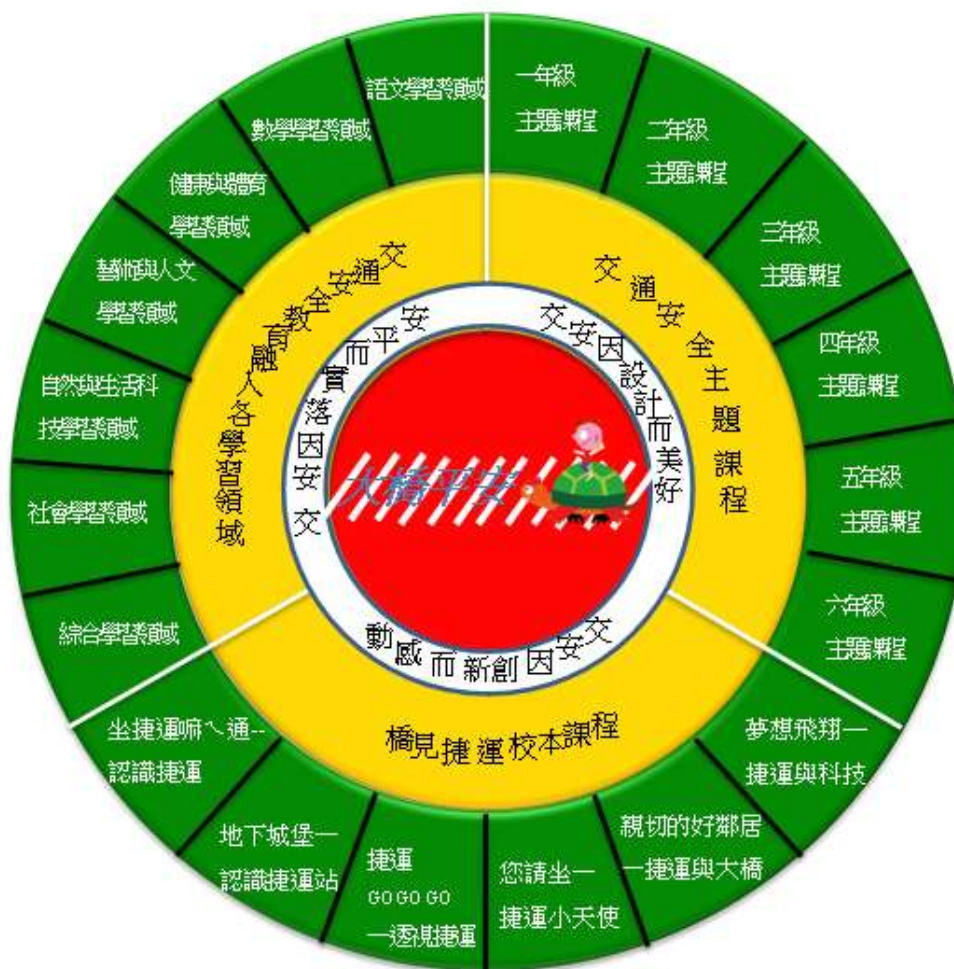 大橋平安
交安因設計而美好
交安因創新而感動
交安因落實而平安
交通安全主題課程
橋見捷運校本課程
交通安全教育融入各學習領域
一年級
主題課程
二年級
主題課程
三年級
主題課程
四年級
主題課程
五年級
主題課程
六年級
主題課程
夢想飛翔—
捷運與科技
親切的好鄰居
—捷運與大橋
您請坐—
捷運小天使
捷運
GO GO GO
—透視捷運
地下城堡—
認識捷運站
坐捷運嘛ㄟ通--
認識捷運
綜合學習領域
社會學習領域
自然與生活科
技學習領域
藝術與人文
學習領域
健康與體育
學習領域
數學學習領域
語文學習領域